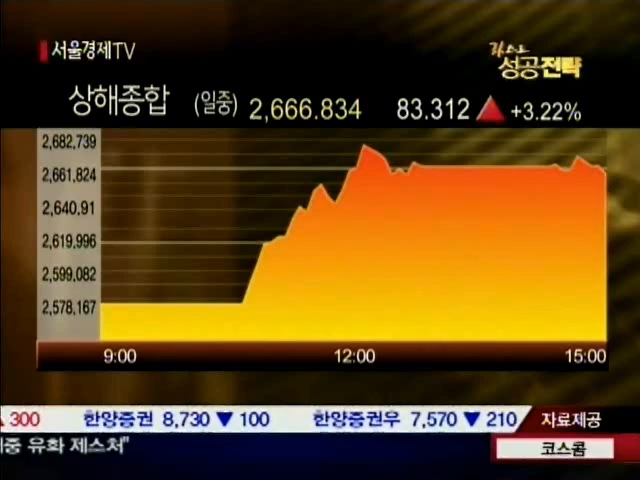 서울경제TV
성공전략
상해종합 (일중) 2,666.834 83.312 ▲ +3.22%
2,682,739
2,661,824
2,640.91
2,619,996
2,599,082
2,578,167
9:00 12:00 15:00
300 한양증권 8,730 ▼ 100 한양증권우 7,570 ▼ 210 자료제공
중 유화 제스처" 코스콤